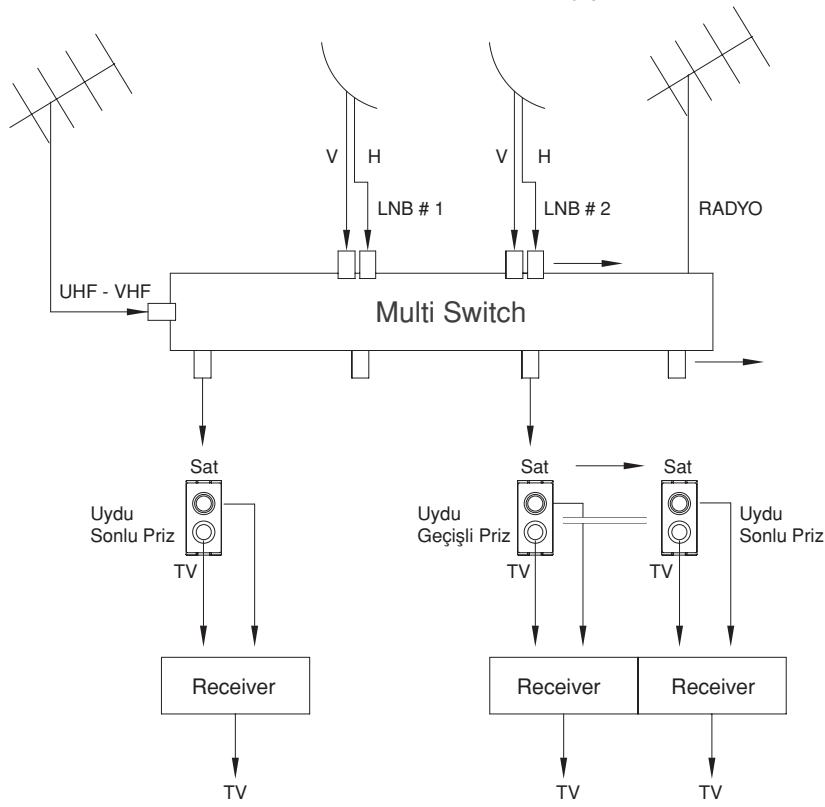 V H V H
LNB # 1 LNB # 2 RADYO
UHF - VHF
Multi Switch
Sat Sat Sat
Uydu Uydu Uydu
Sonlu Priz Geçişli Priz Sonlu Priz
TV TV TV
Receiver Receiver Receiver
TV TV TV